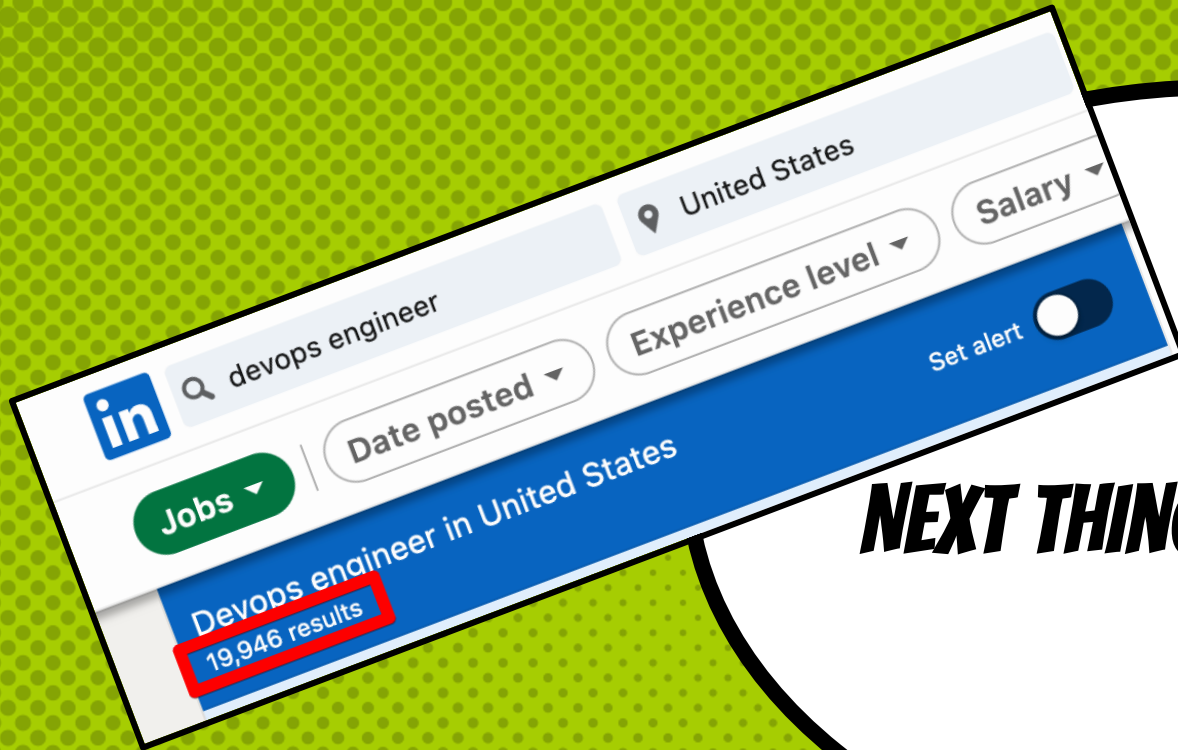 in
devops engineer
United States
Jobs
Date posted
Experience level
Salary
Devops engineer in United States
Set alert
19,946 results
NEXT